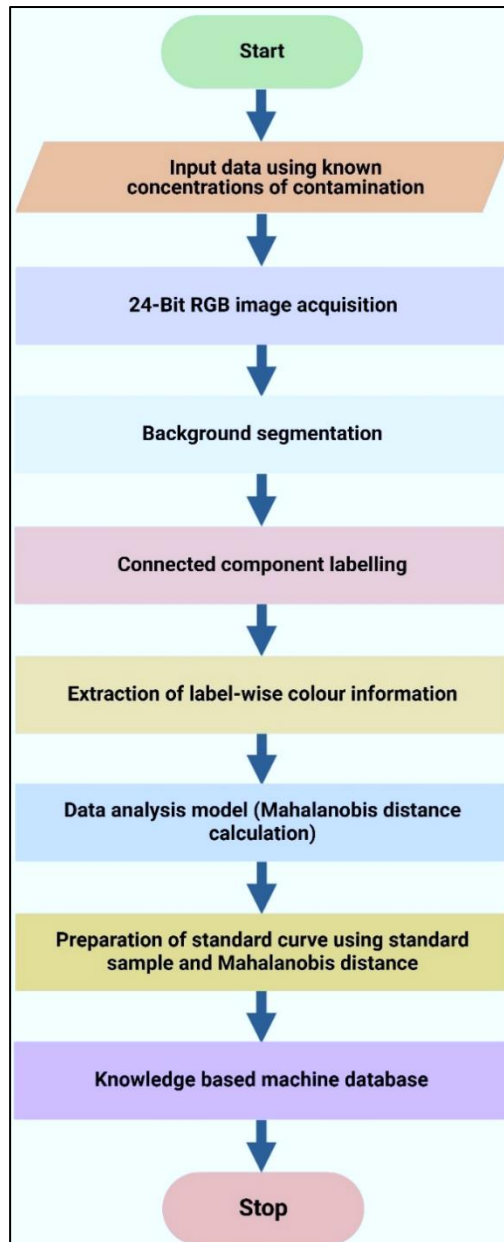 Start
Input data using known
concentrations of contamination
24-Bit RGB image acquisition
Background segmentation
Connected component labelling
Extraction of label-wise colour information
Data analysis model (Mahalanobis distance
calculation)
Preparation of standard curve using standard
sample and Mahalanobis distance
Knowledge based machine database
Stop